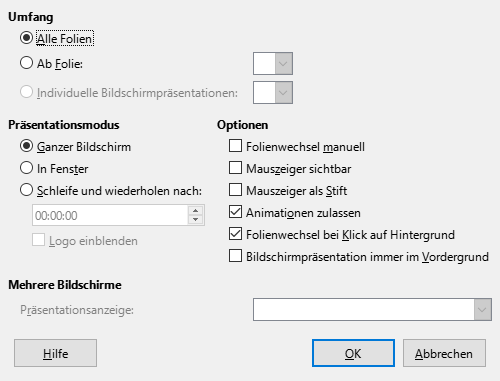 Umfang
Alle Folien
Ab Folie:
Individuelle Bildschirmpräsentationen:
Präsentationsmodus
Ganzer Bildschirm
In Fenster
Schleife und wiederholen nach:
00:00:00
Logo einblenden
Optionen
Folienwechsel manuell
Mauszeiger sichtbar
Mauszeiger als Stift
Animationen zulassen
Folienwechsel bei Klick auf Hintergrund
Bildschirmpräsentation immer im Vordergrund
Mehrere Bildschirme
Präsentationsanzeige:
Hilfe
OK
Abbrechen